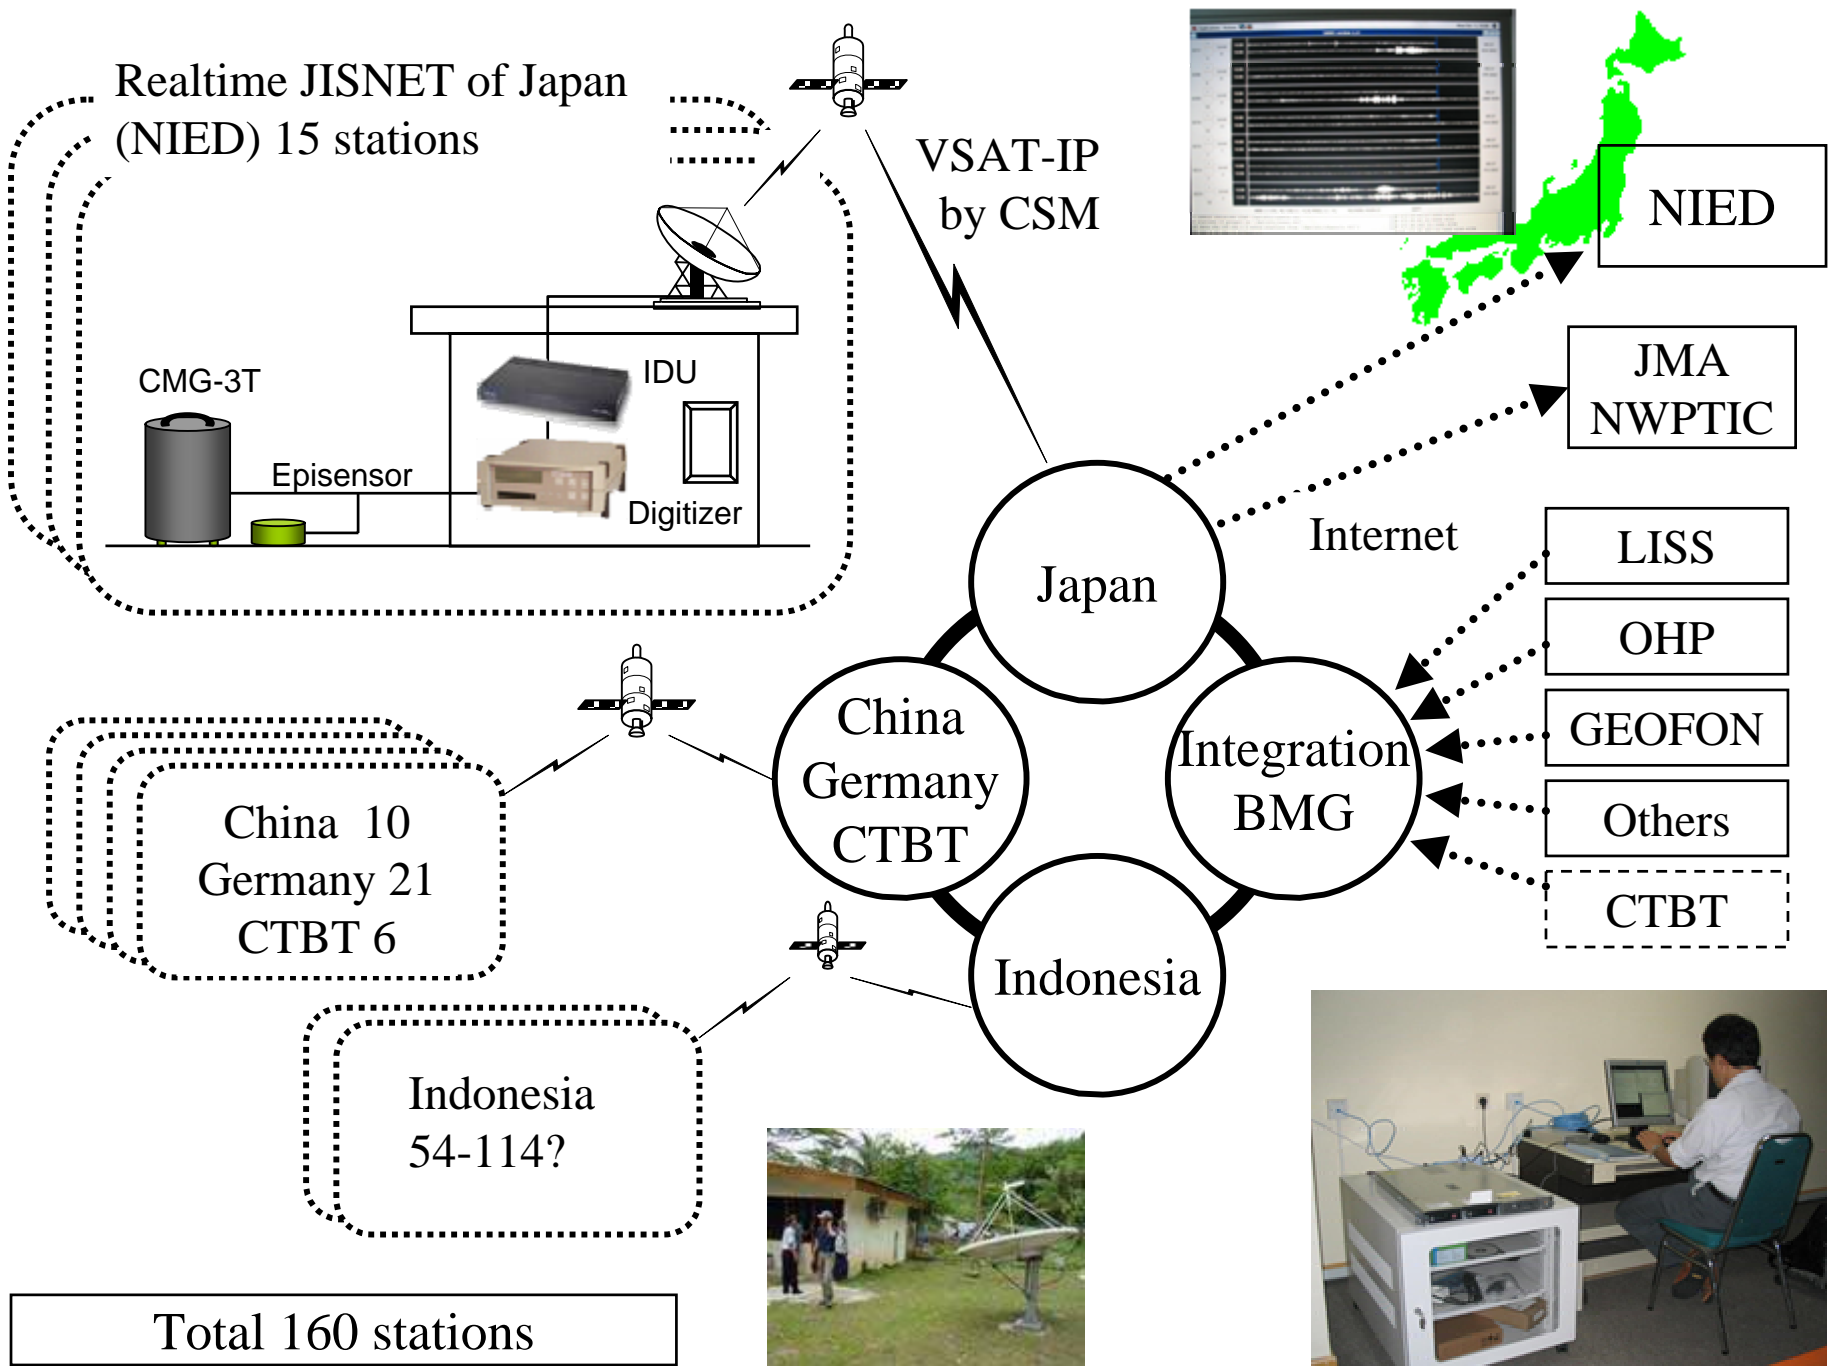 Realtime JISNET of Japan
(NIED) 15 stations
VSAT-IP
by CSM
NIED
JMA
NWPTIC
CMG-3T
IDU
Episensor
Digitizer
Internet
LISS
OHP
GEOFON
Others
CTBT
Japan
China
Germany
CTBT
Integration
BMG
Indonesia
China 10
Germany 21
CTBT 6
Indonesia
54-114?
Total 160 stations